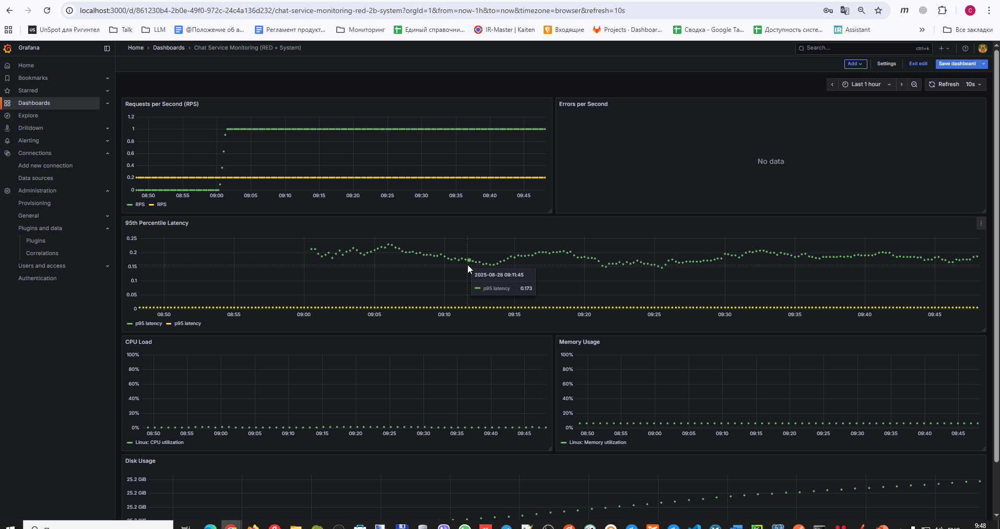 localhost:3000/d/861230b4-2b0e-49f0-972c-24c4a136d232/chat-service-monitoring-red-2b-system?orgId=1&from=now-1h&to=now&timezone=browser&refresh=10s
m
C
US UnSpot для Ригинтел
Talk
LLM
@Положение об а...
Регламент продукт...
Мониторинг
Единый справочни...
IR-Master | Kaiten
Входящие
Projects · Dashboar...
Сводка - Google Та...
Доступность систе...
IR Assistant
»
Все закладки
Grafana
Home › Dashboards › Chat Service Monitoring (RED + System)
Search...
ctrl+k
Home
Bookmarks
Starred
Dashboards
Explore
Drilldown
Alerting
Connections
Add new connection
Data sources
Administration
Provisioning
General
Plugins and data
Plugins
Correlations
Users and access
Authentication
Add
Settings
Exit edit
Save dashboard
Last 1 hour
Refresh
10s
Requests per Second (RPS)
1.2
1
0.8
0.6
0.4
0.2
0
08:50 08:55 09:00 09:05 09:10 09:15 09:20 09:25 09:30 09:35 09:40 09:45
RPS RPS
Errors per Second
No data
95th Percentile Latency
0.25
0.2
0.15
0.1
0.05
0
2025-08-28 09:11:45
p95 latency 0.173
08:50 08:55 09:00 09:05 09:10 09:15 09:20 09:25 09:30 09:35 09:40 09:45
p95 latency p95 latency
CPU Load
100%
80%
60%
40%
20%
0%
08:50 08:55 09:00 09:05 09:10 09:15 09:20 09:25 09:30 09:35 09:40 09:45
Linux: CPU utilization
Memory Usage
100%
80%
60%
40%
20%
0%
08:50 08:55 09:00 09:05 09:10 09:15 09:20 09:25 09:30 09:35 09:40 09:45
Linux: Memory utilization
Disk Usage
25.2 GiB
25.2 GiB
25.2 GiB
9:48